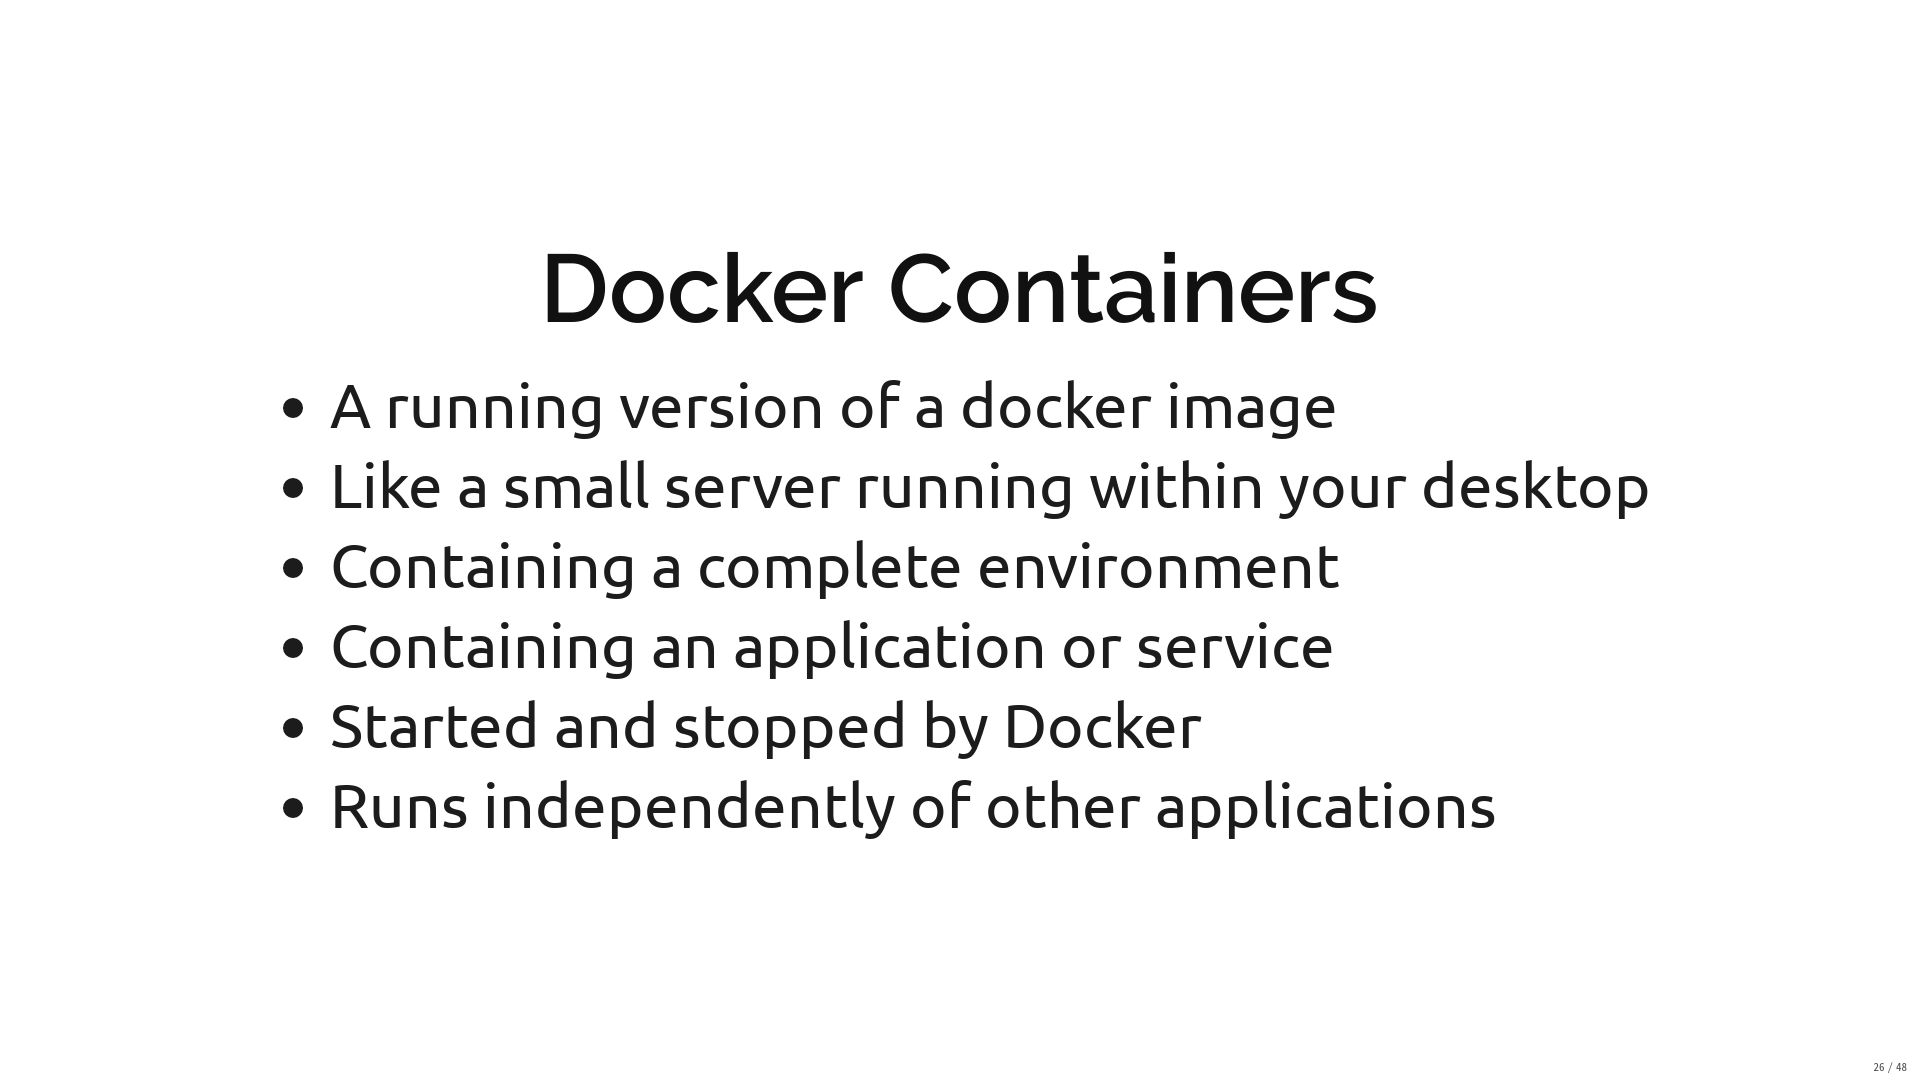 Docker Containers
• A running version of a docker image
• Like a small server running within your desktop
• Containing a complete environment
• Containing an application or service
• Started and stopped by Docker
• Runs independently of other applications
26 / 48